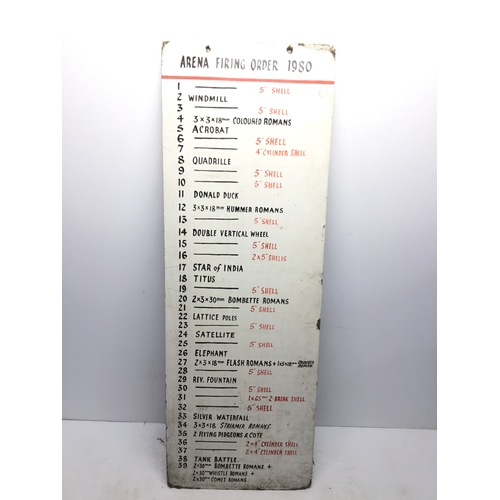 ARENA FIRING ORDER 1980
1 ——— 5" SHELL
2 WINDMILL
3 ——— 5" SHELL
4 3×3×18mm COLOURED ROMANS
5 ACROBAT
6 ——— 5" SHELL
7 ——— 4" CYLINDER SHELL
8 QUADRILLE
9 ——— 5" SHELL
10 ——— 5" SHELL
11 DONALD DUCK
12 3×3×18mm HUMMER ROMANS
13 ——— 5" SHELL
14 DOUBLE VERTICAL WHEEL
15 ——— 5" SHELL
16 ——— 2×5" SHELLS
17 STAR OF INDIA
18 TITUS
19 ——— 5" SHELL
20 2×3×30mm BOMBETTE ROMANS
21 ——— 5" SHELL
22 LATTICE POLES
23 ——— 5" SHELL
24 SATELLITE
25 ——— 5" SHELL
26 ELEPHANT
27 2×3×18mm FLASH ROMANS +
28 ——— 5" SHELL
29 REV. FOUNTAIN
30 ——— 5" SHELL
31 ——— 1×65mm 2-BREAK SHELL
32 ——— 5" SHELL
33 SILVER WATERFALL
34 3×3×18 STREAMER ROMANS
35 2 FLYING PIDGEONS & COTE
36 ——— 2×4" CYLINDER SHELL
37 ——— 2×4" CYLINDER SHELL
38 TANK BATTLE
39 2×30mm BOMBETTE ROMANS +
2×30mm WHISTLE ROMANS +
2×30mm COMET ROMANS